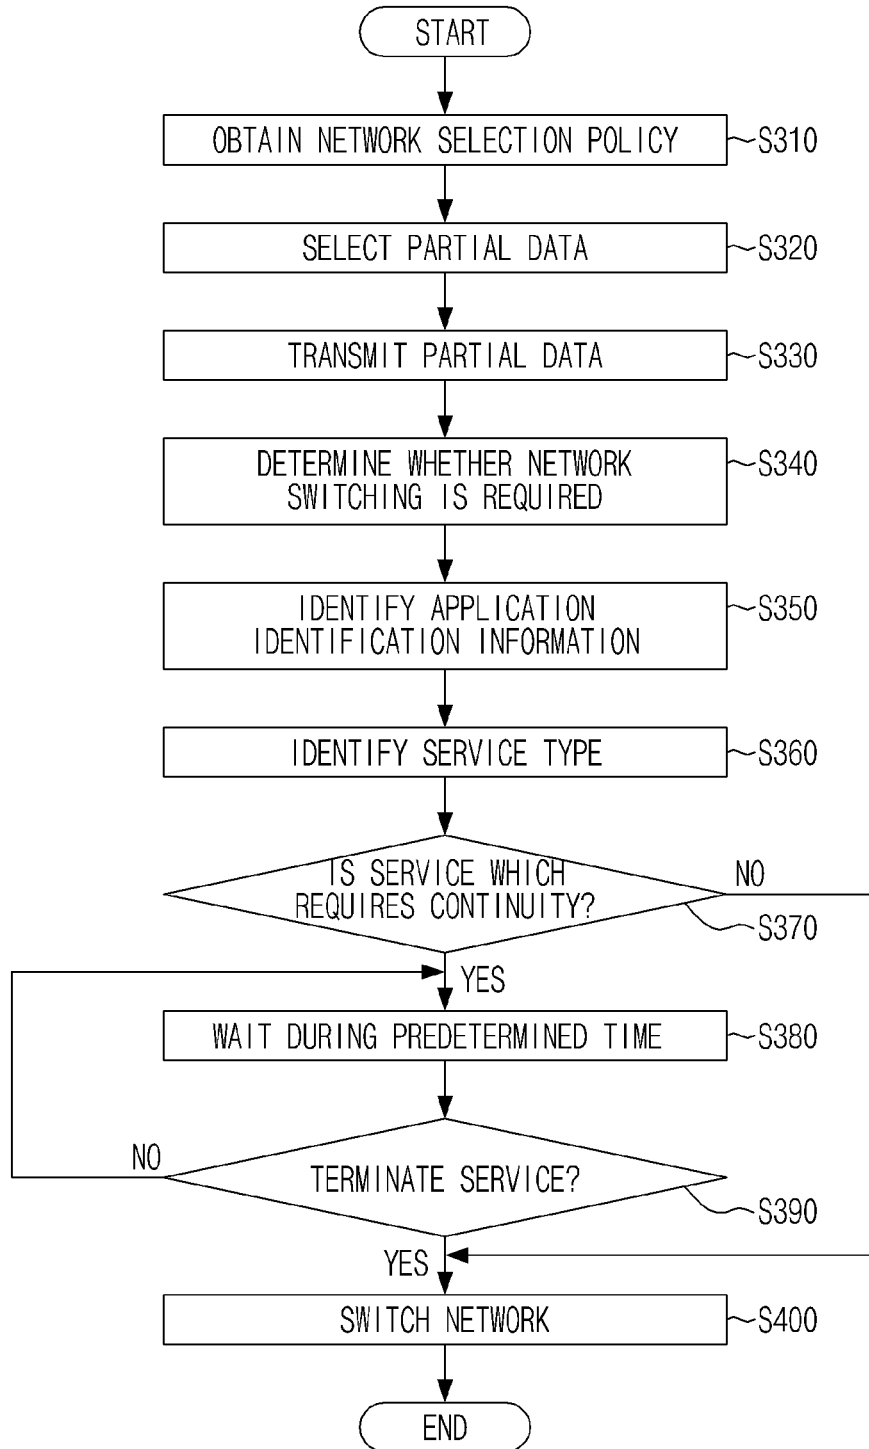 START
OBTAIN NETWORK SELECTION POLICY
S310
SELECT PARTIAL DATA
S320
TRANSMIT PARTIAL DATA
S330
DETERMINE WHETHER NETWORK
SWITCHING IS REQUIRED
S340
IDENTIFY APPLICATION
IDENTIFICATION INFORMATION
S350
IDENTIFY SERVICE TYPE
S360
IS SERVICE WHICH
REQUIRES CONTINUITY?
NO
S370
YES
WAIT DURING PREDETERMINED TIME
S380
NO
TERMINATE SERVICE?
S390
YES
SWITCH NETWORK
S400
END